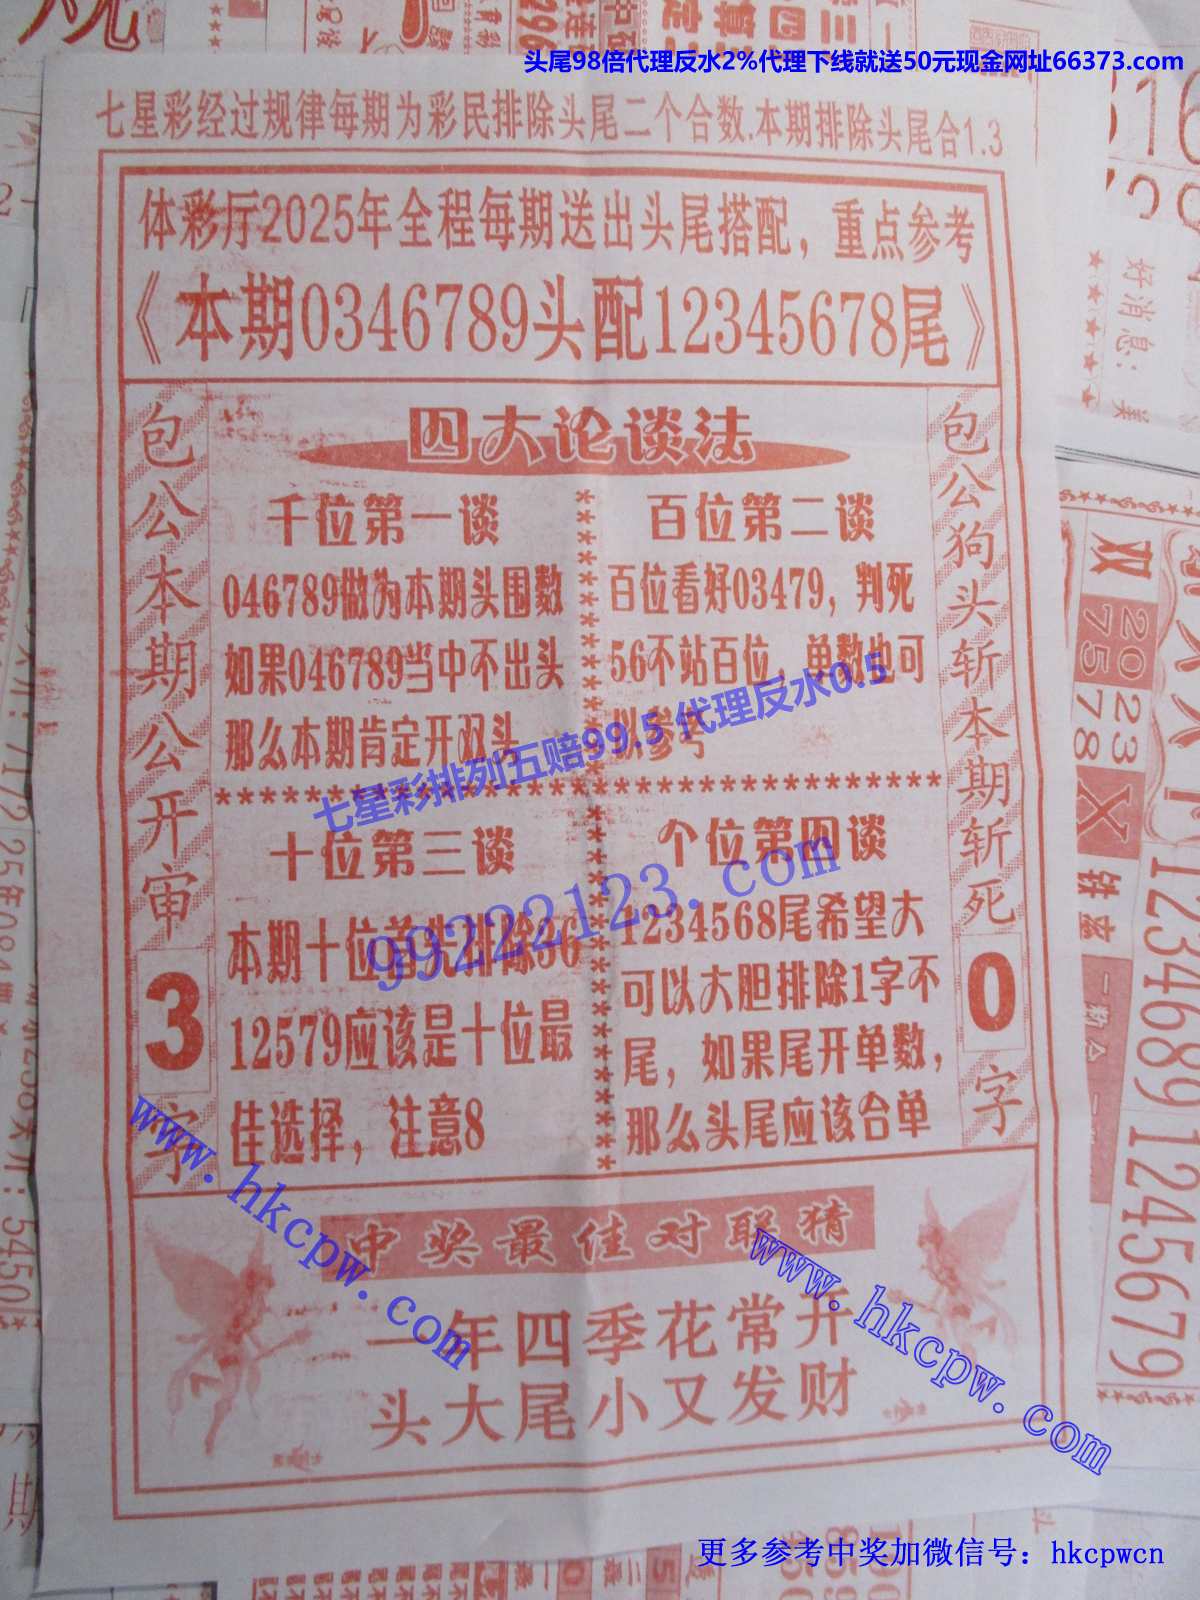 头尾98倍代理反水2%代理下线就送50元现金网址66373.com
七星彩经过规律每期为彩民排除头尾二个合数.本期排除头尾合1.3
体彩厅2025年全程每期送出头尾搭配，重点参考
《本期0346789头配12345678尾》
包公本期公开审3字
四大论谈法
千位第一谈
046789做为本期头围数
如果046789当中不出头
那么本期肯定开双头
百位第二谈
百位看好03479，判死
56不站百位，单数也可
以参考
七星彩排列五赔99.5 代理反水0.5
十位第三谈
本期十位首先排除
12579应该是十位最
佳选择，注意8
个位第四谈
1234568尾希望大
可以大胆排除1字不
尾，如果尾开单数，
那么头尾应该合单
99222123.com
包公狗头斩本期斩死0字
www.hkcpw.com
www.hkcpw.com
中奖最佳对联猜
一年四季花常开
头大尾小又发财
好消息：
双
2023
7578
X
1234689
1245679
更多参考中奖加微信号：hkcpwcn